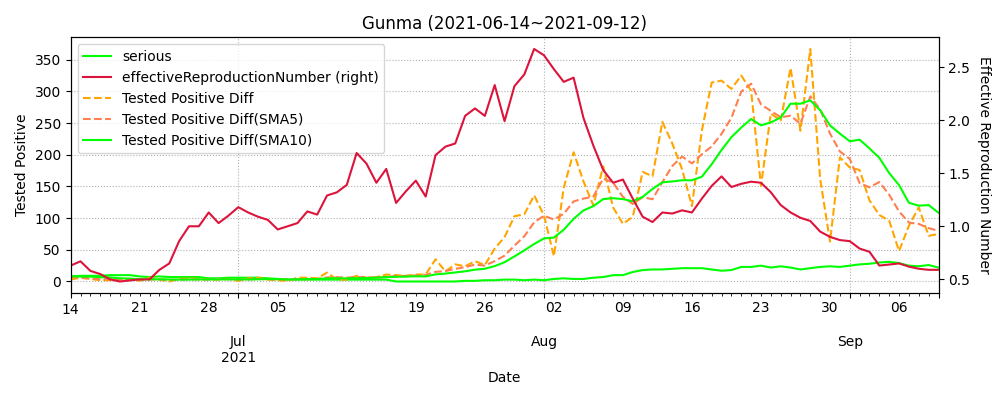 Gunma (2021-06-14~2021-09-12)
serious
effectiveReproductionNumber (right)
Tested Positive Diff
Tested Positive Diff(SMA5)
Tested Positive Diff(SMA10)
Tested Positive
350
300
250
200
150
100
50
0
2.5
2.0
1.5
1.0
0.5
Effective Reproduction Number
14 21 28 05 12 19 26 02 09 16 23 30 06
Jul Aug Sep
2021
Date